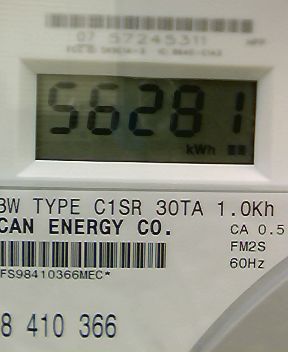 07 57245311
56281
kWh
3W TYPE C1SR 30TA 1.0Kh
CAN ENERGY CO.
CA 0.5
FM2S
60Hz
FS98410366MEC*
8 410 366